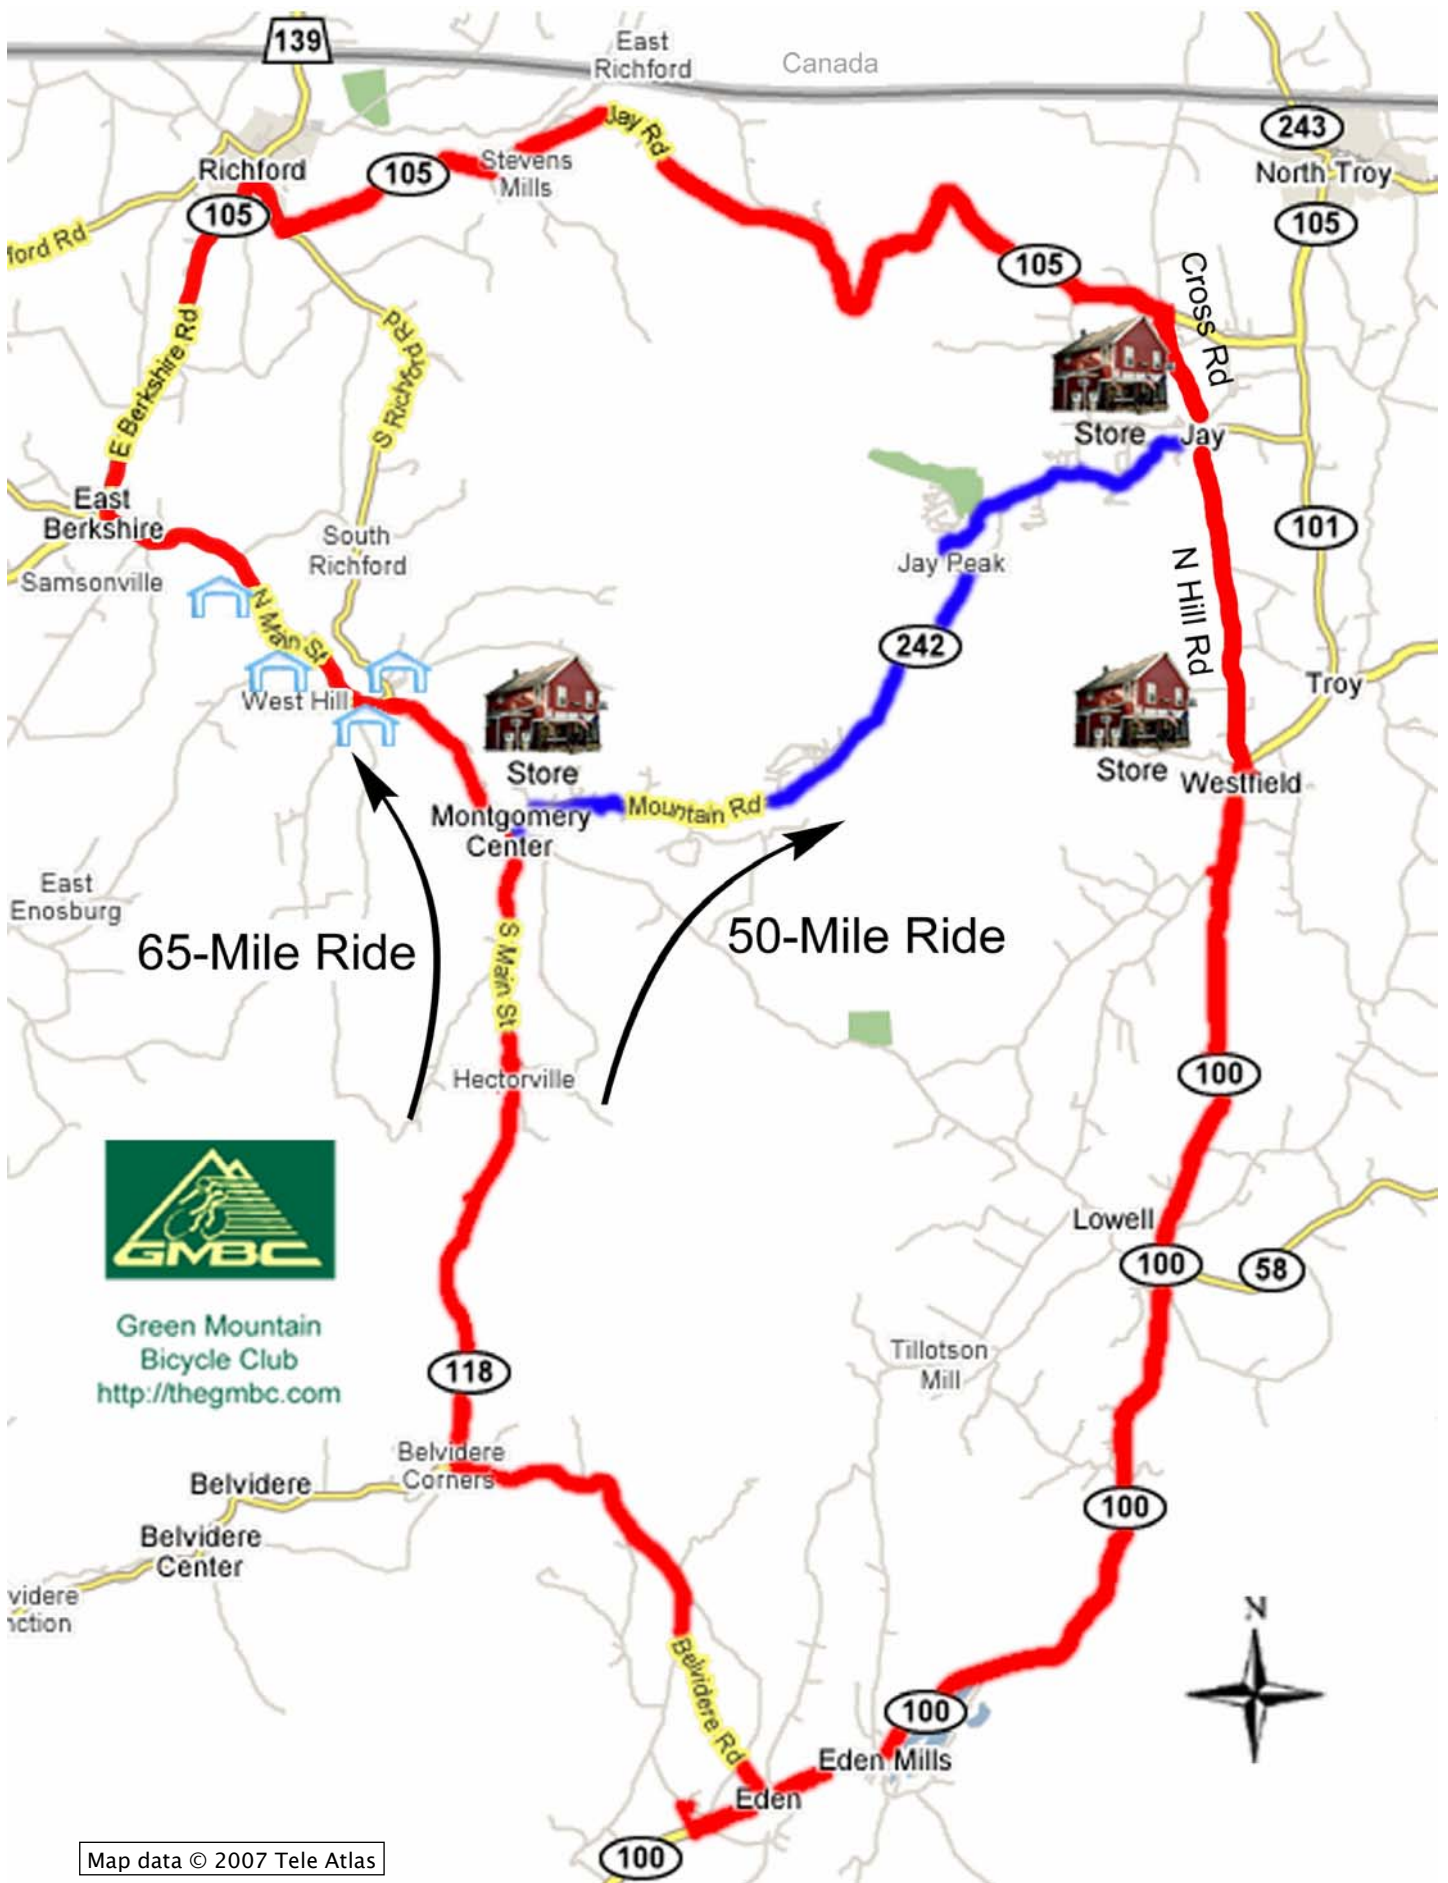 139
East
Richford
Canada
243
North Troy
105
Jay Rd
Stevens
Mills
Richford
105
105
ford Rd
105
Cross Rd
E Berkshire Rd
S Richford Rd
Store
Jay
East
Berkshire
Samsonville
South
Richford
101
Jay Peak
N Hill Rd
242
N Main St
West Hill
Troy
Store
Store
Westfield
Montgomery
Center
Mountain Rd
East
Enosburg
65-Mile Ride
50-Mile Ride
S Main St
Hectorville
100
GMBC
Green Mountain
Bicycle Club
http://thegmbc.com
Lowell
100
58
Tillotson
Mill
118
Belvidere
Corners
Belvidere
Belvidere
Center
videre
nction
100
N
Belvidere Rd
100
Eden Mills
Eden
100
Map data © 2007 Tele Atlas